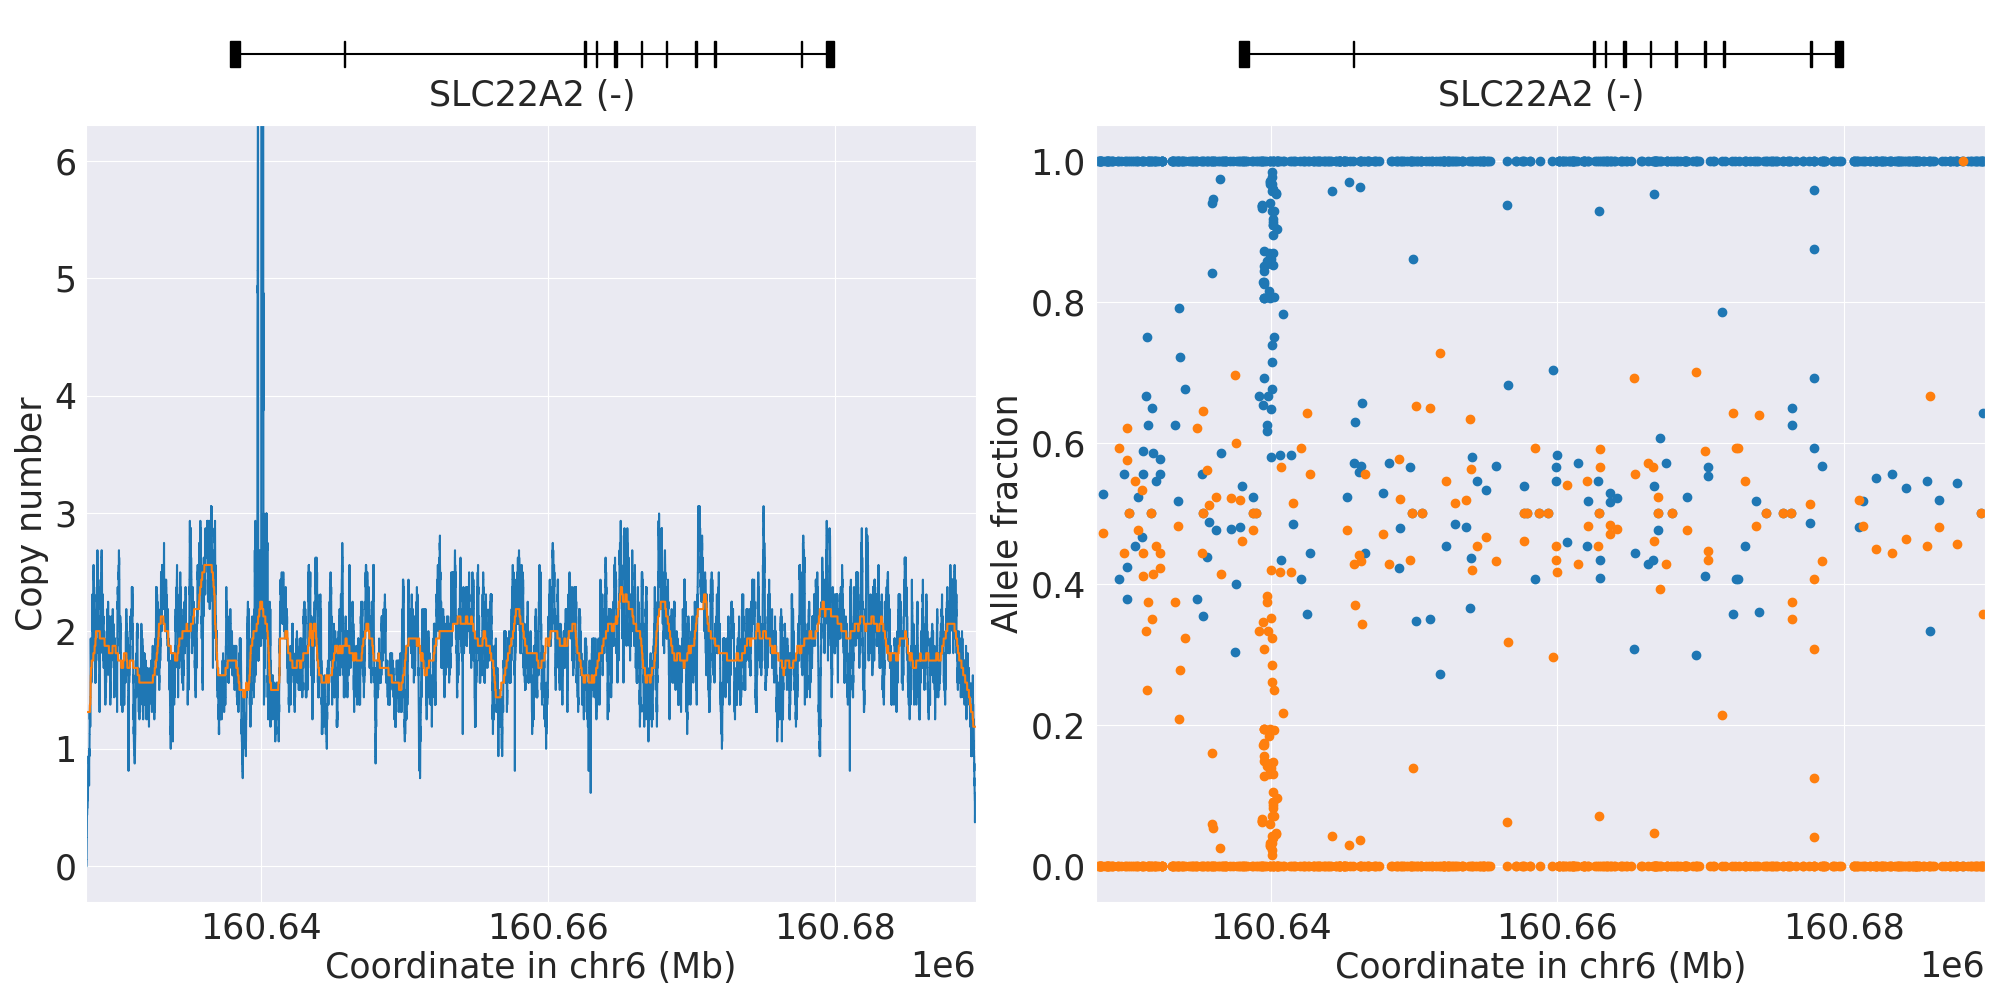 SLC22A2 (-)
Copy number
6
5
4
3
2
1
0
160.64 160.66 160.68
Coordinate in chr6 (Mb) 1e6
SLC22A2 (-)
Allele fraction
1.0
0.8
0.6
0.4
0.2
0.0
160.64 160.66 160.68
Coordinate in chr6 (Mb) 1e6